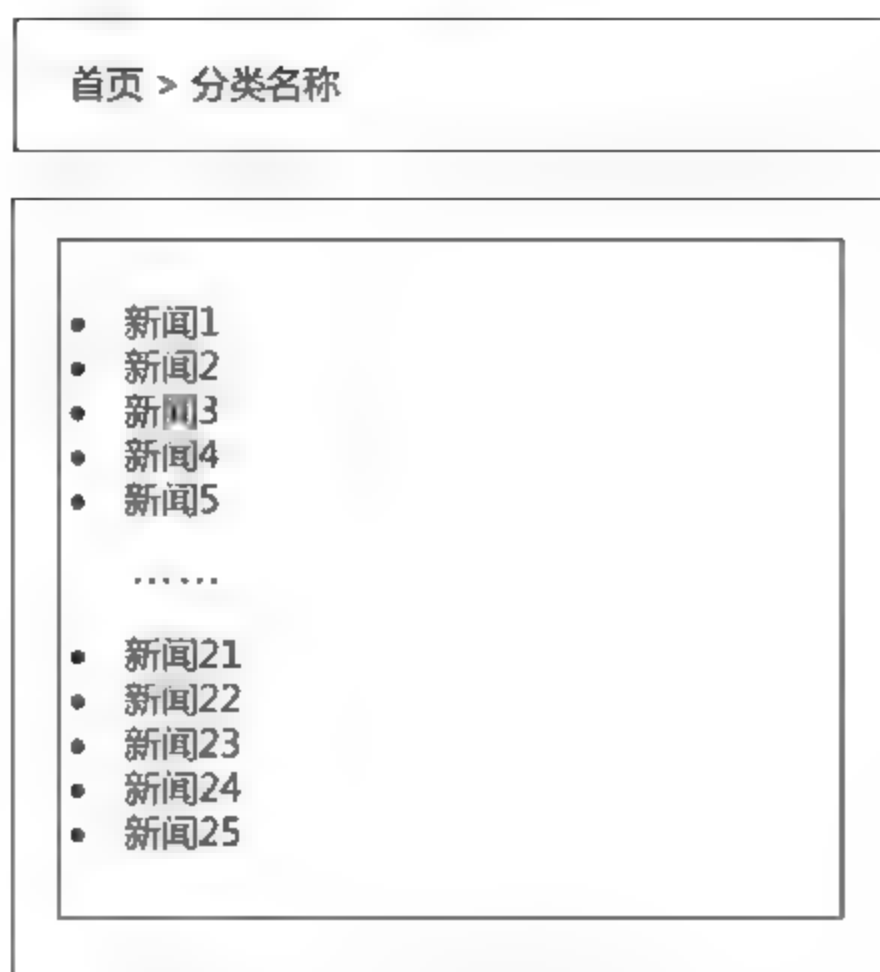 首页 > 分类名称
• 新闻1
• 新闻2
• 新闻3
• 新闻4
• 新闻5
……
• 新闻21
• 新闻22
• 新闻23
• 新闻24
• 新闻25